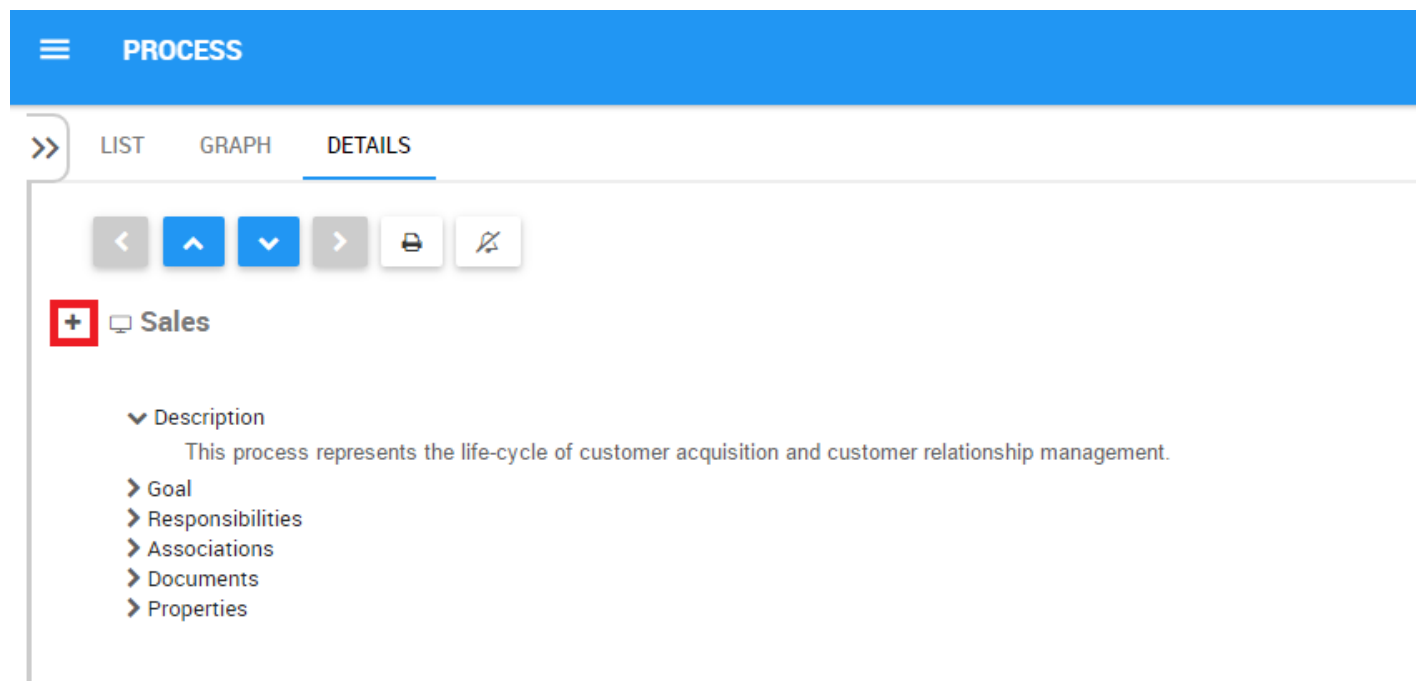 PROCESS
LIST GRAPH DETAILS
Sales
Description
This process represents the life-cycle of customer acquisition and customer relationship management.
Goal
Responsibilities
Associations
Documents
Properties